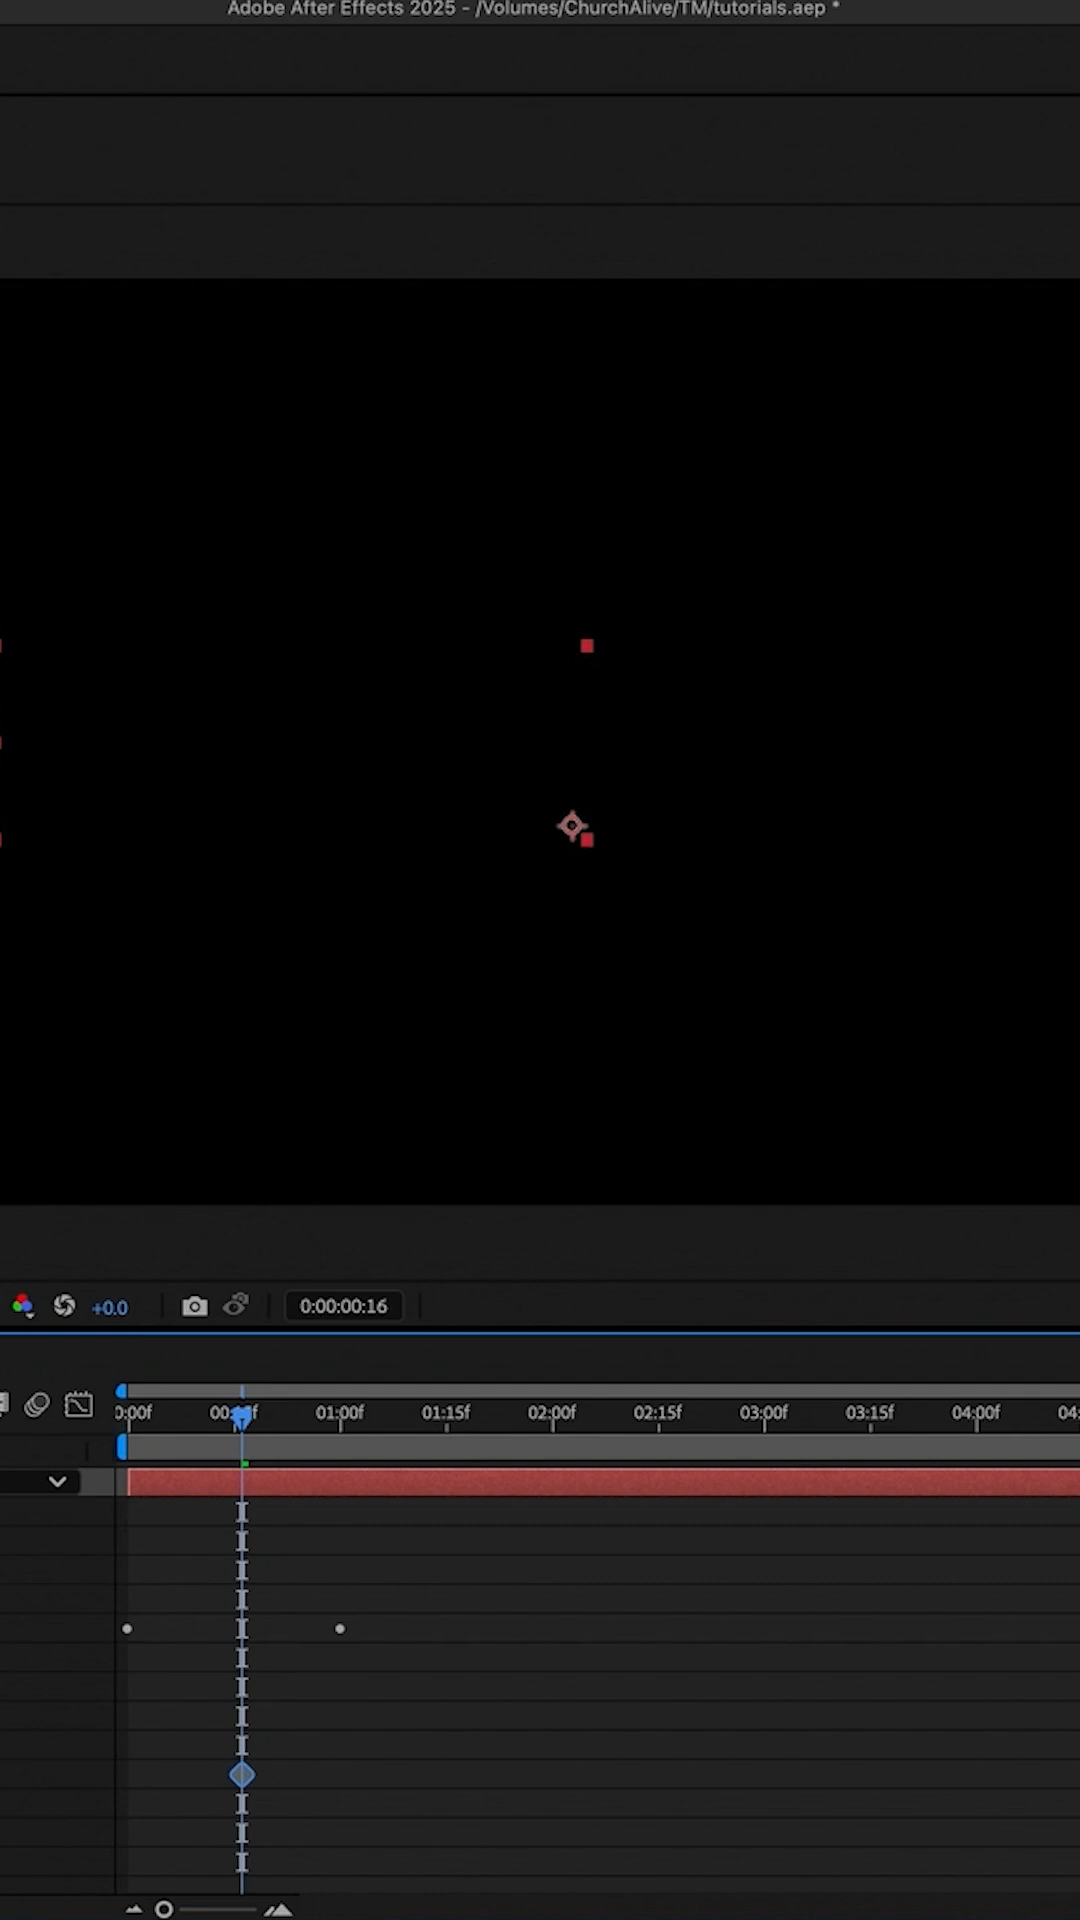 Adobe After Effects 2025 - /Volumes/ChurchAlive/TM/tutorials.aep *
+0.0
0:00:00:16
0:00f
01:00f 01:15f 02:00f 02:15f 03:00f 03:15f 04:00f